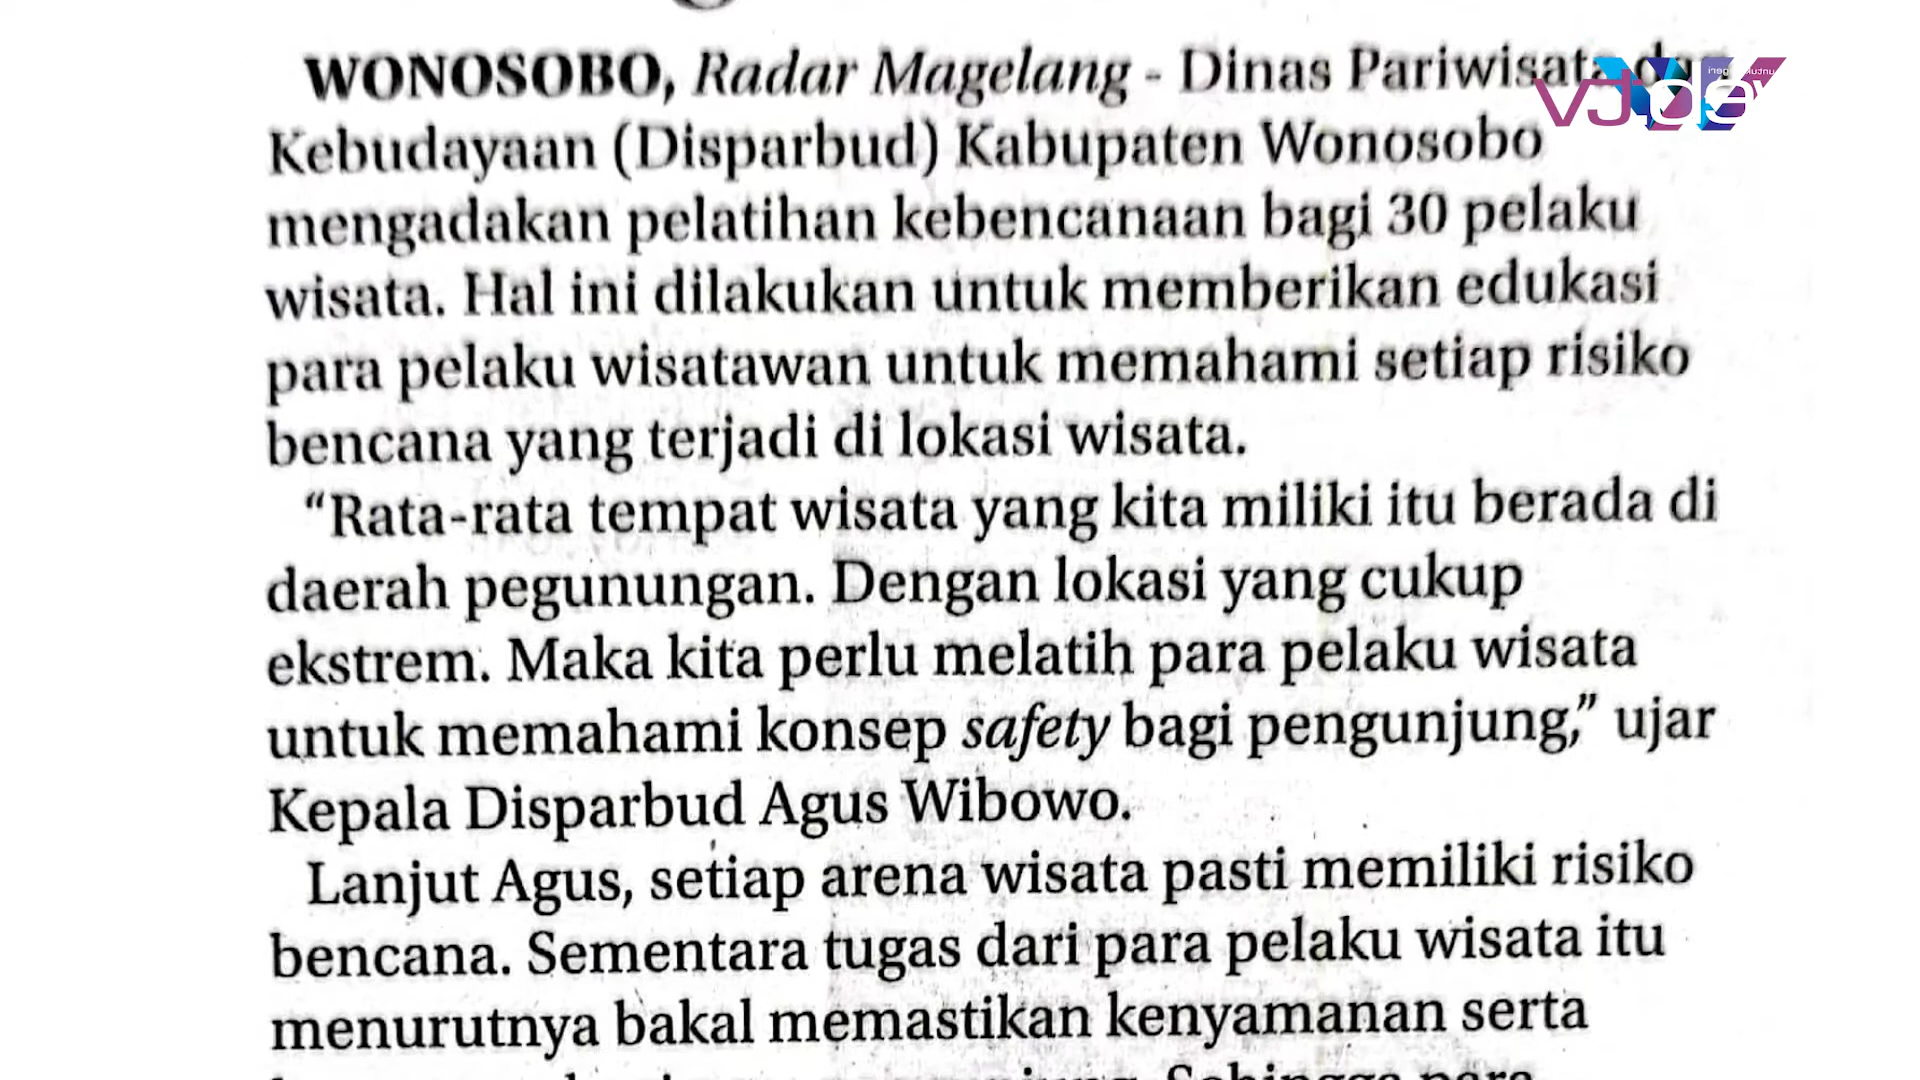 WONOSOBO, Radar Magelang - Dinas Pariwisata dan
Kebudayaan (Disparbud) Kabupaten Wonosobo
mengadakan pelatihan kebencanaan bagi 30 pelaku
wisata. Hal ini dilakukan untuk memberikan edukasi
para pelaku wisatawan untuk memahami setiap risiko
bencana yang terjadi di lokasi wisata.
“Rata-rata tempat wisata yang kita miliki itu berada di
daerah pegunungan. Dengan lokasi yang cukup
ekstrem. Maka kita perlu melatih para pelaku wisata
untuk memahami konsep safety bagi pengunjung,” ujar
Kepala Disparbud Agus Wibowo.
Lanjut Agus, setiap arena wisata pasti memiliki risiko
bencana. Sementara tugas dari para pelaku wisata itu
menurutnya bakal memastikan kenyamanan serta